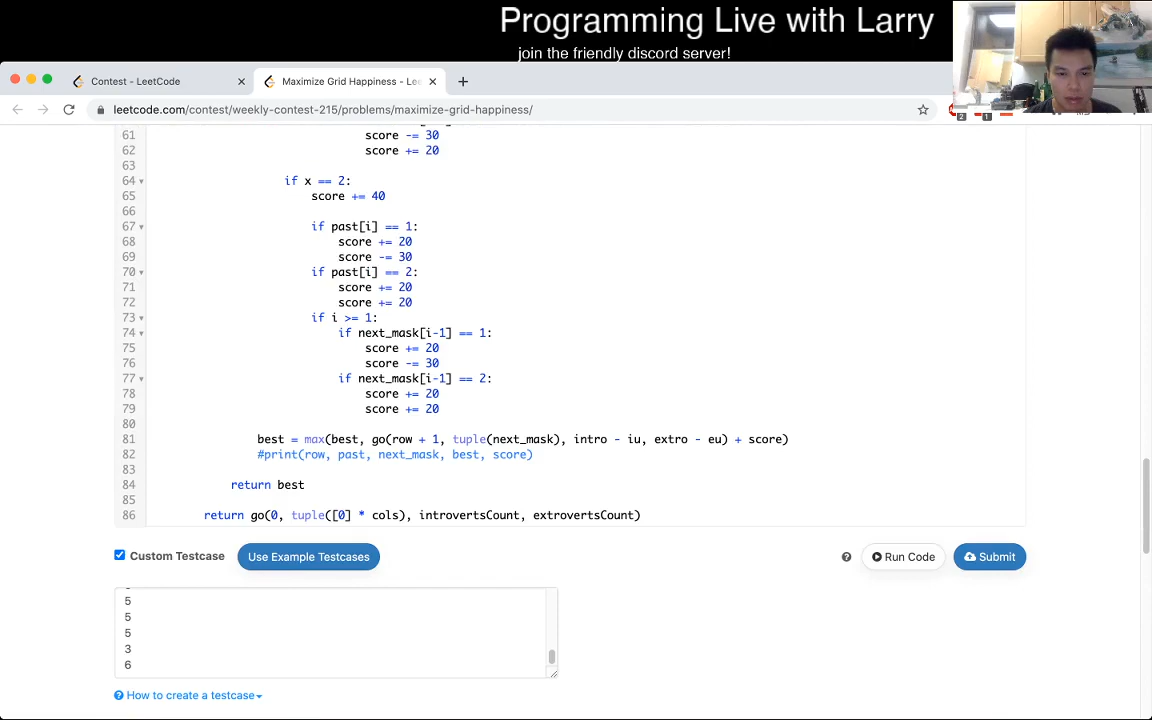 Programming Live with Larry
join the friendly discord server!
Contest - LeetCode
Maximize Grid Happiness - Lee
leetcode.com/contest/weekly-contest-215/problems/maximize-grid-happiness/
2
1
61 score -= 30
62 score += 20
63
64 if x == 2:
65 score += 40
66
67 if past[i] == 1:
68 score += 20
69 score -= 30
70 if past[i] == 2:
71 score += 20
72 score += 20
73 if i >= 1:
74 if next_mask[i-1] == 1:
75 score += 20
76 score -= 30
77 if next_mask[i-1] == 2:
78 score += 20
79 score += 20
80
81 best = max(best, go(row + 1, tuple(next_mask), intro - iu, extro - eu) + score)
82 #print(row, past, next_mask, best, score)
83
84 return best
85
86 return go(0, tuple([0] * cols), introvertsCount, extrovertsCount)
Custom Testcase
Use Example Testcases
?
Run Code
Submit
5
5
5
3
6
? How to create a testcase